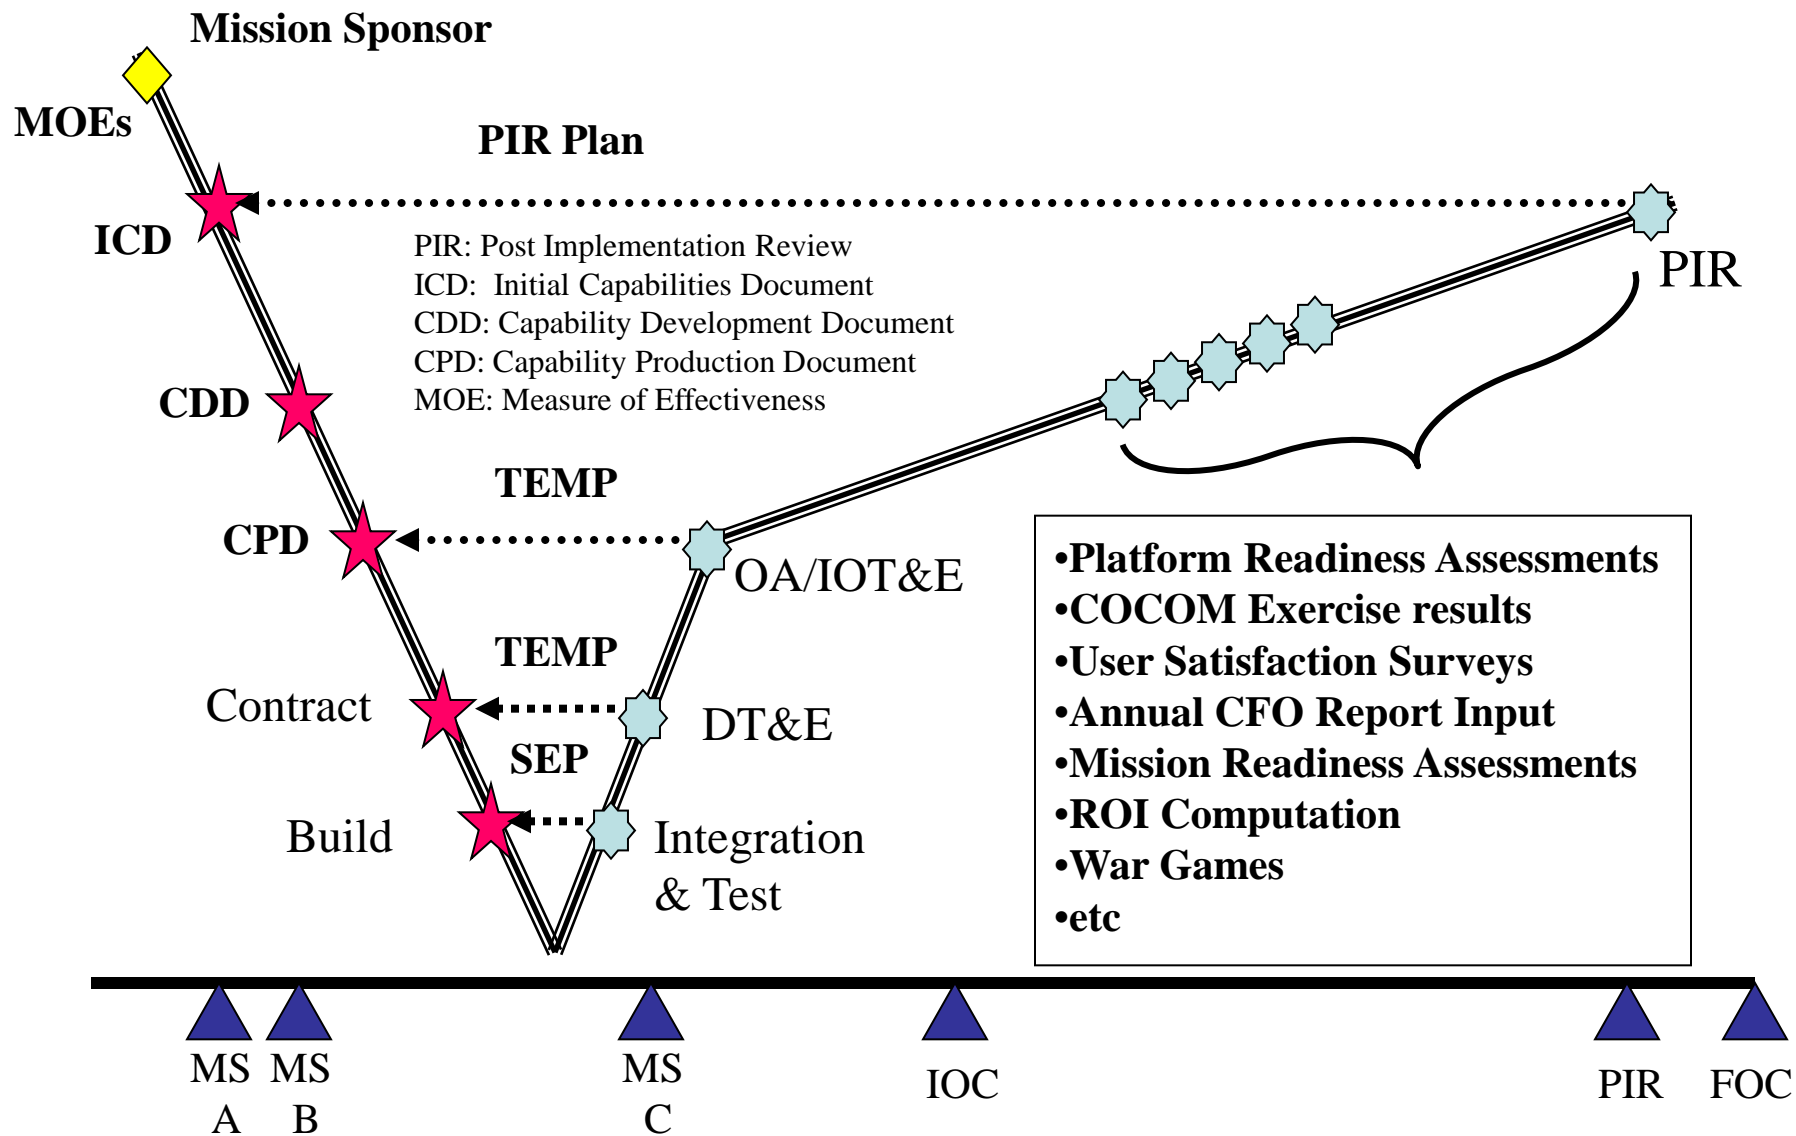 Mission Sponsor
MOEs
PIR Plan
ICD
PIR: Post Implementation Review
ICD:  Initial Capabilities Document
CDD: Capability Development Document
CPD: Capability Production Document
MOE: Measure of Effectiveness
PIR
CDD
TEMP
CPD
OA/IOT&E
TEMP
Contract
DT&E
SEP
Build
Integration
& Test
•Platform Readiness Assessments
•COCOM Exercise results
•User Satisfaction Surveys
•Annual CFO Report Input
•Mission Readiness Assessments
•ROI Computation
•War Games
•etc
MS
A
MS
B
MS
C
IOC
PIR
FOC